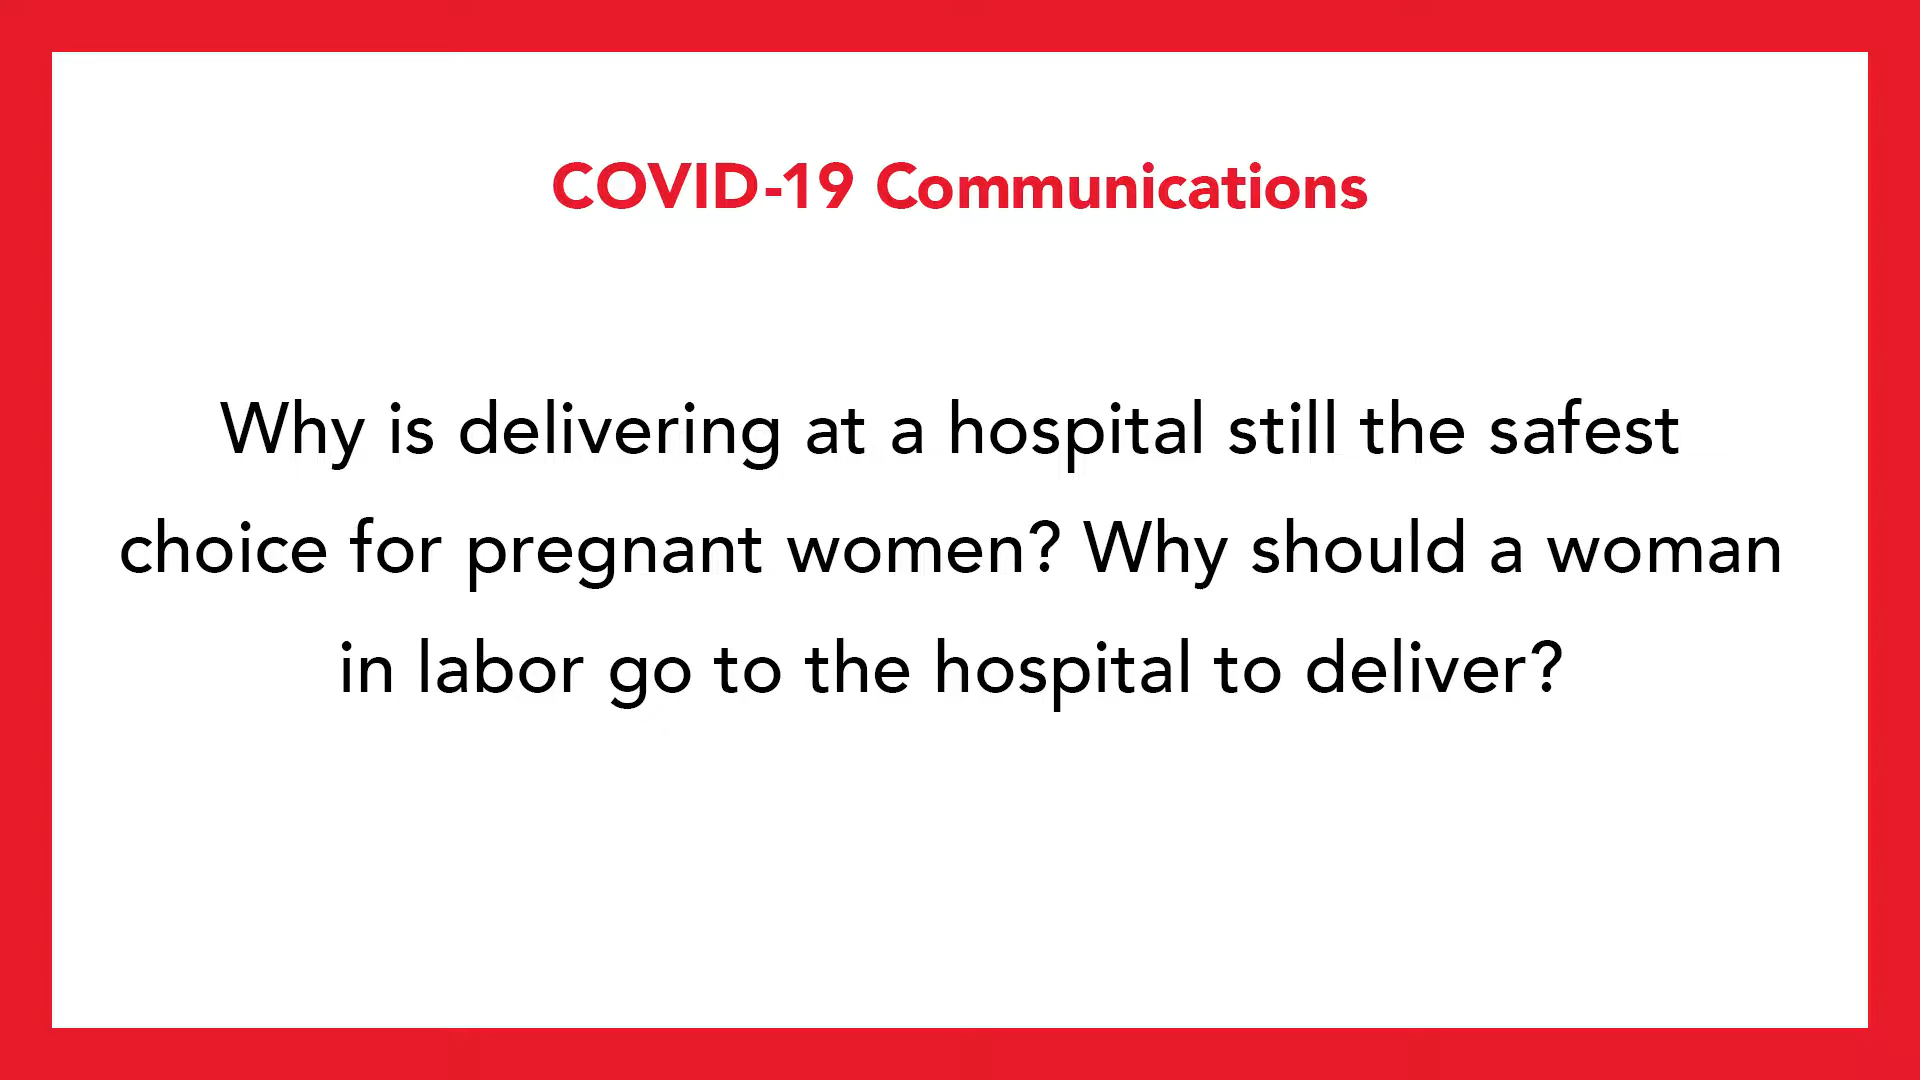 COVID-19 Communications
Why is delivering at a hospital still the safest
choice for pregnant women? Why should a woman
in labor go to the hospital to deliver?